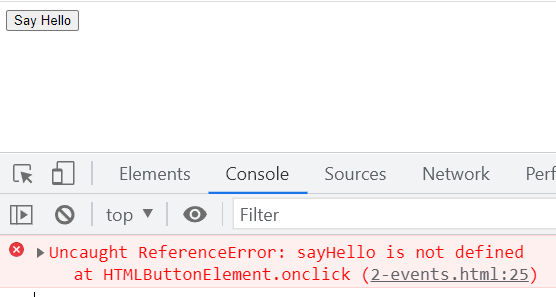 Say Hello
Elements Console Sources Network Perf
top ▼ Filter
Uncaught ReferenceError: sayHello is not defined
at HTMLButtonElement.onclick (2-events.html:25)